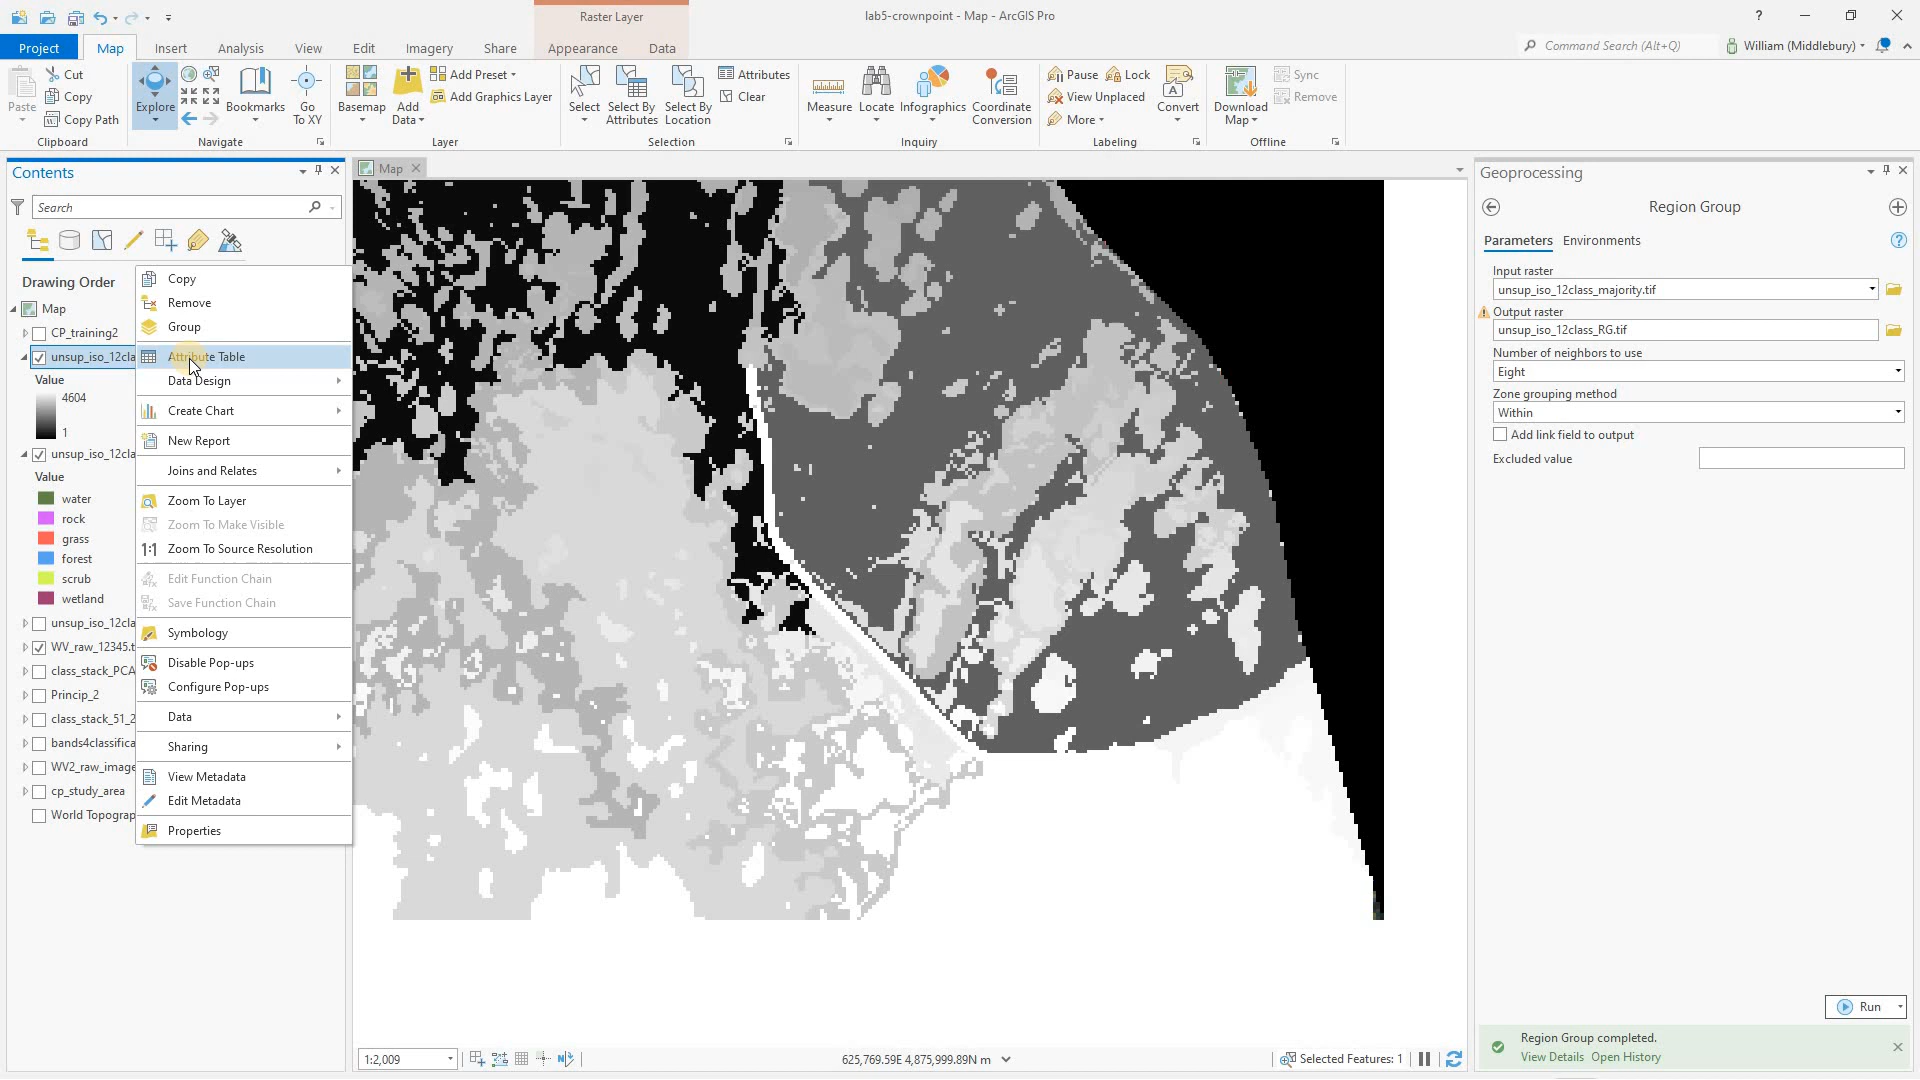 Raster Layer
lab5-crownpoint - Map - ArcGIS Pro
?
Project
Map
Insert
Analysis
View
Edit
Imagery
Share
Appearance
Data
Command Search (Alt+Q)
William (Middlebury)
Paste
Cut
Copy
Copy Path
Clipboard
Explore
Bookmarks
Go To XY
Navigate
Basemap
Add Data
Add Preset
Add Graphics Layer
Layer
Select
Select By Attributes
Select By Location
Attributes
Clear
Selection
Measure
Locate
Infographics
Coordinate Conversion
Inquiry
Pause
Lock
View Unplaced
More
Convert
Labeling
Download Map
Sync
Remove
Offline
Contents
Search
Drawing Order
Map
CP_training2
unsup_iso_12cla
Value
4604
1
unsup_iso_12cla
Value
water
rock
grass
forest
scrub
wetland
unsup_iso_12cla
WV_raw_12345.t
class_stack_PCA
Princip_2
class_stack_51_2
bands4classifica
WV2_raw_image
cp_study_area
World Topograp
Copy
Remove
Group
Attribute Table
Data Design
Create Chart
New Report
Joins and Relates
Zoom To Layer
Zoom To Make Visible
1:1 Zoom To Source Resolution
Edit Function Chain
Save Function Chain
Symbology
Disable Pop-ups
Configure Pop-ups
Data
Sharing
View Metadata
Edit Metadata
Properties
Map
1:2,009
625,769.59E 4,875,999.89N m
Selected Features: 1
Geoprocessing
Region Group
Parameters
Environments
?
Input raster
unsup_iso_12class_majority.tif
Output raster
unsup_iso_12class_RG.tif
Number of neighbors to use
Eight
Zone grouping method
Within
Add link field to output
Excluded value
Run
Region Group completed.
View Details Open History